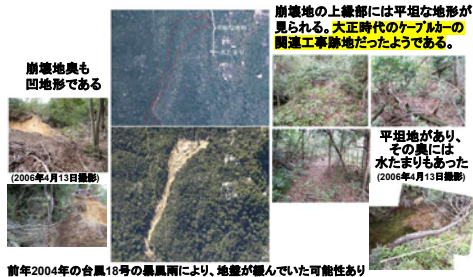 崩壊地の上縁部には平坦な地形が
見られる。大正時代のケーブルカーの
関連工事跡地だったようである。
崩壊地奥も
凹地形である
(2006年4月13日撮影)
平坦地があり、
その奥には
水たまりもあった
(2006年4月13日撮影)
前年2004年の台風18号の暴風雨により、地盤が緩んでいた可能性あり